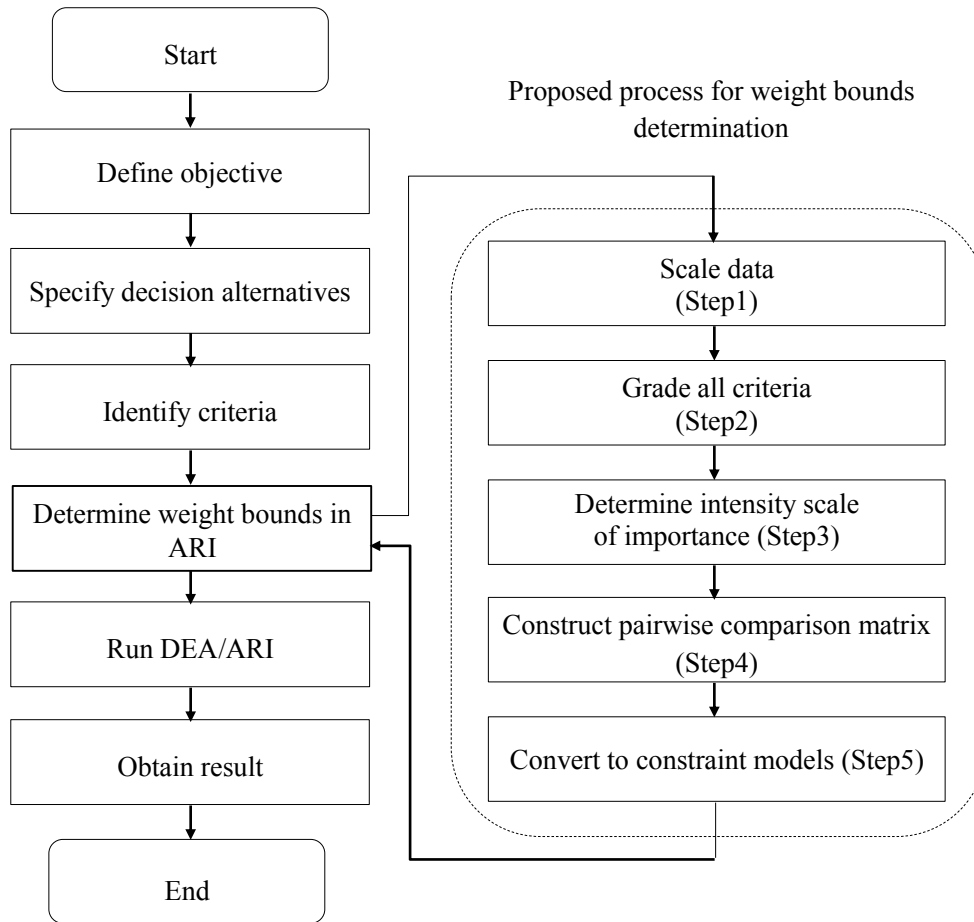 Start
Define objective
Specify decision alternatives
Identify criteria
Determine weight bounds in
ARI
Run DEA/ARI
Obtain result
End
Proposed process for weight bounds
determination
Scale data
(Step1)
Grade all criteria
(Step2)
Determine intensity scale
of importance (Step3)
Construct pairwise comparison matrix
(Step4)
Convert to constraint models (Step5)